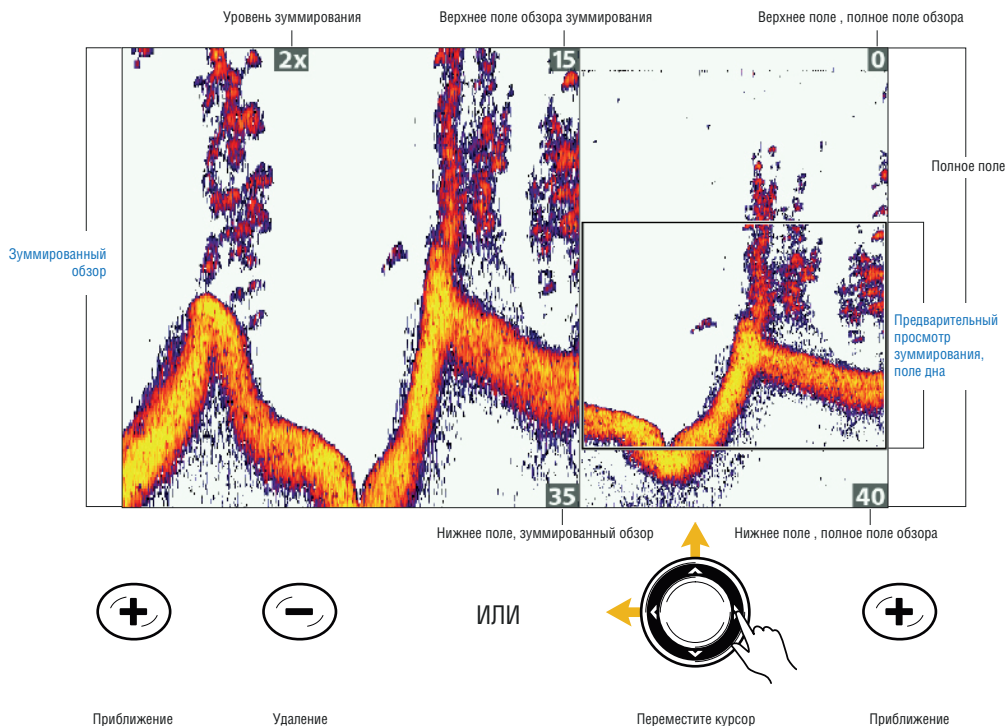 Уровень зуммирования
Верхнее поле обзора зуммирования
Верхнее поле , полное поле обзора
2x
15
0
Полное поле
Зуммированный
обзор
Предварительный
просмотр
зуммирования,
поле дна
35
40
Нижнее поле, зуммированный обзор
Нижнее поле , полное поле обзора
ИЛИ
Приближение
Удаление
Переместите курсор
Приближение